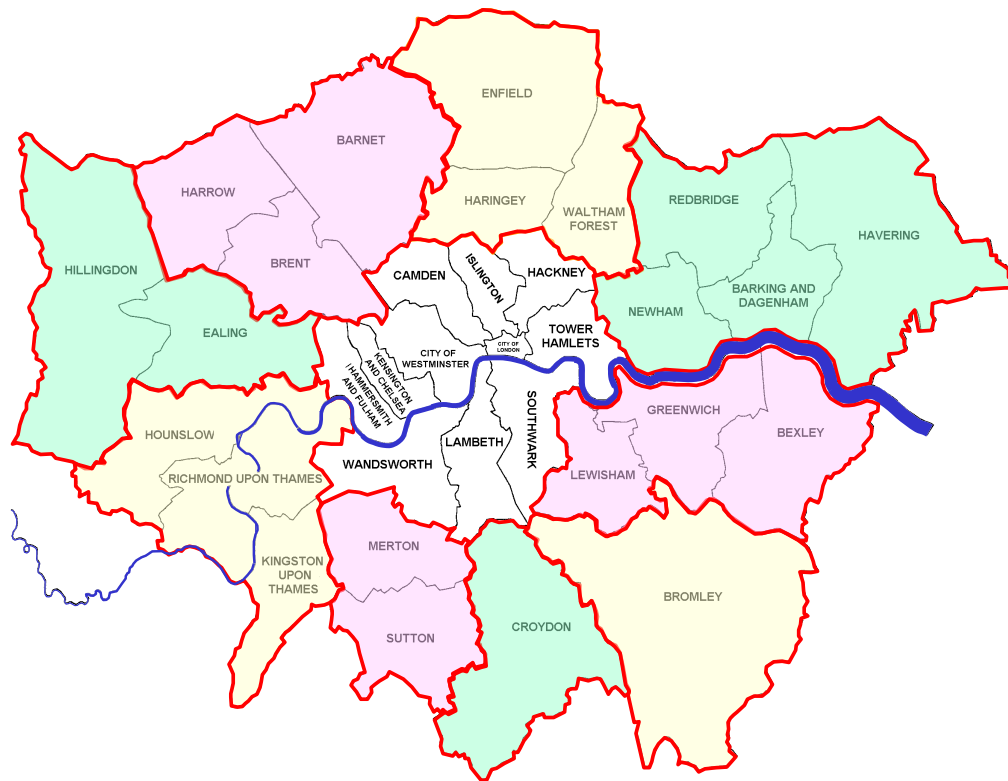 ENFIELD
BARNET
HARROW
HARINGEY
WALTHAM
FOREST
REDBRIDGE
HAVERING
BRENT
HILLINGDON
CAMDEN
ISLINGTON
HACKNEY
BARKING AND
DAGENHAM
NEWHAM
EALING
TOWER
HAMLETS
CITY OF
LONDON
CITY OF
WESTMINSTER
KENSINGTON
AND CHELSEA
HAMMERSMITH
AND FULHAM
HOUNSLOW
GREENWICH
BEXLEY
SOUTHWARK
LAMBETH
WANDSWORTH
RICHMOND UPON THAMES
LEWISHAM
MERTON
KINGSTON
UPON
THAMES
BROMLEY
SUTTON
CROYDON